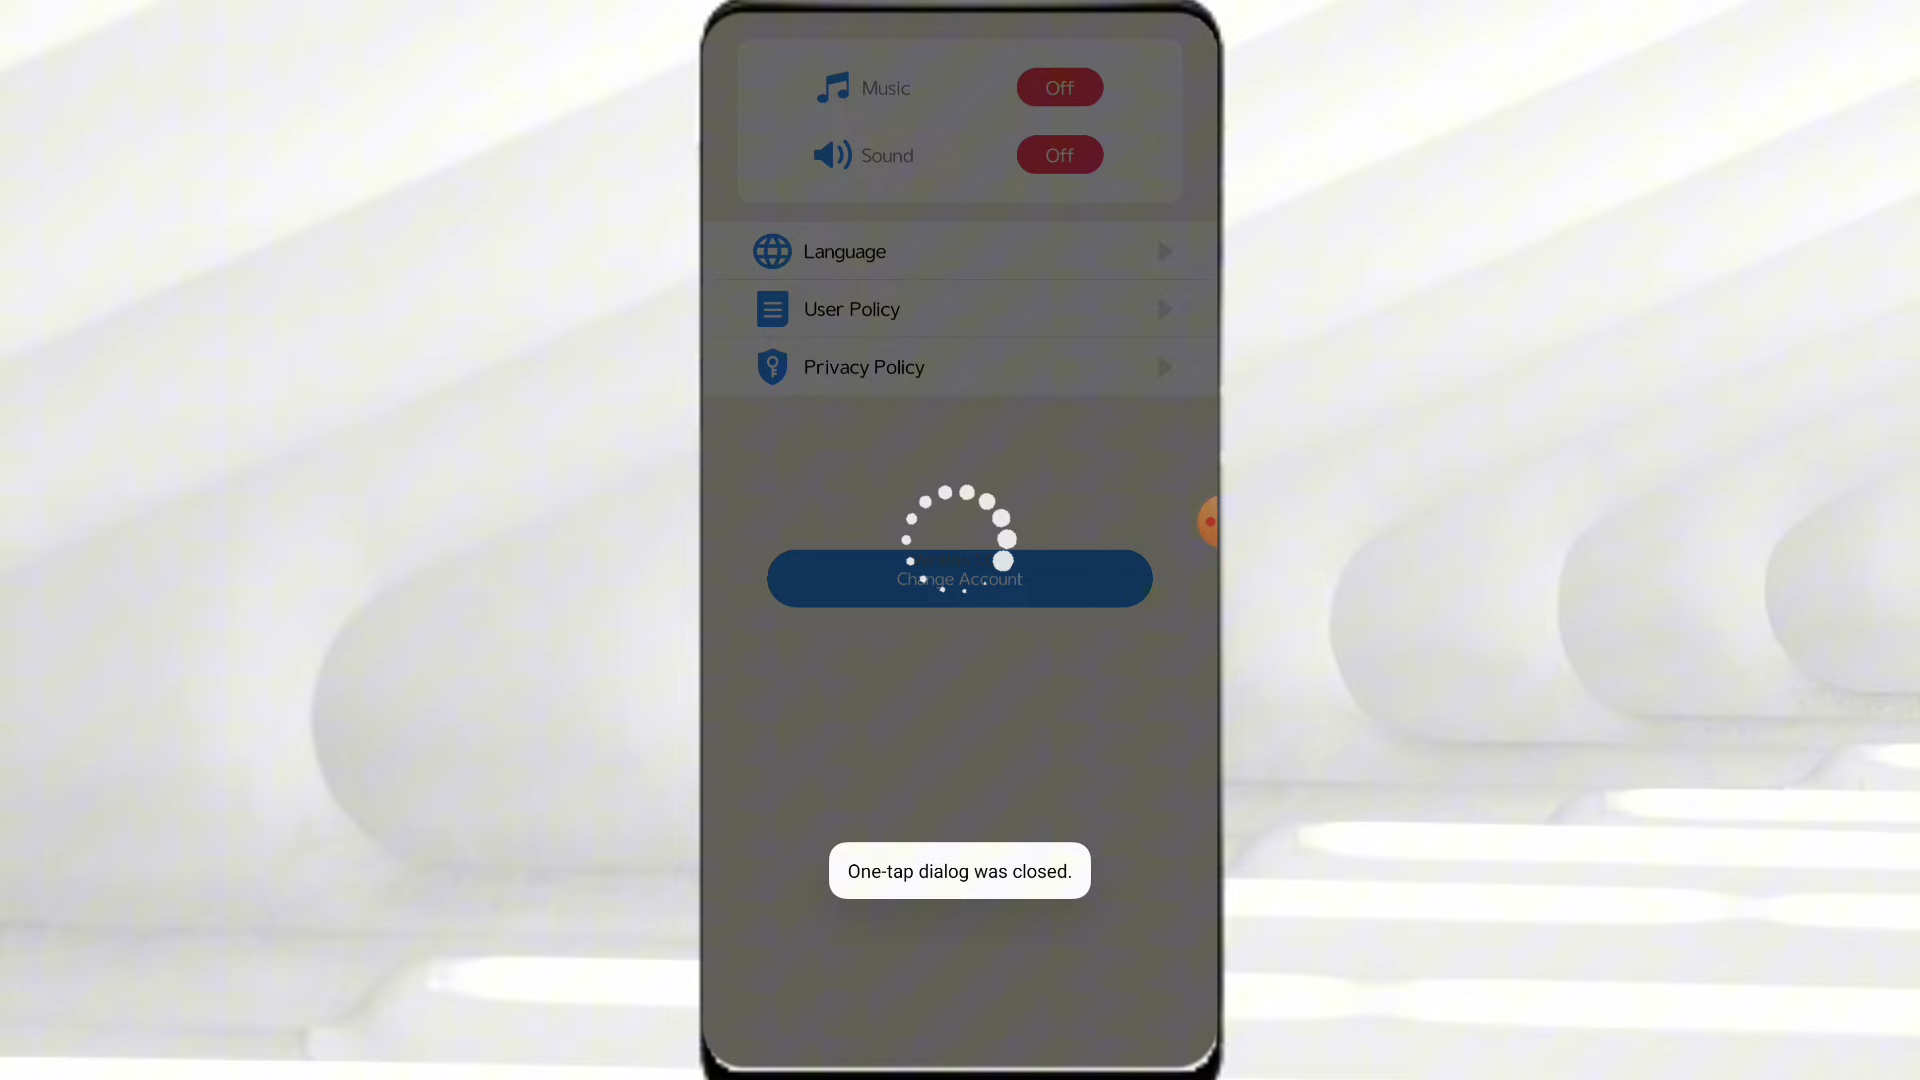 Music
Off
Sound
Off
Language
User Policy
Privacy Policy
Change Account
One-tap dialog was closed.